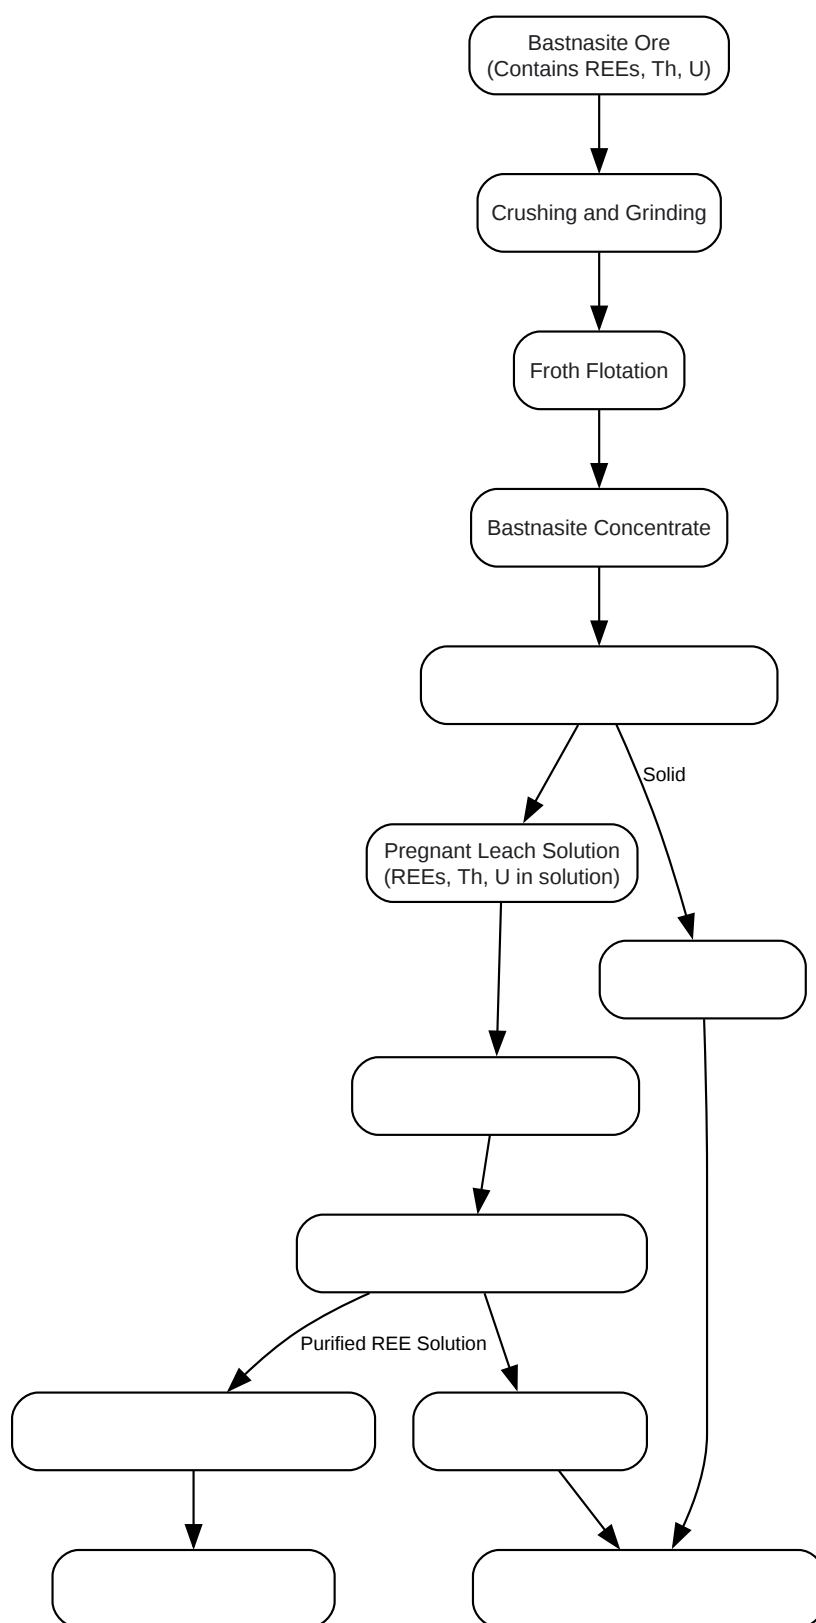 Bastnasite Ore
(Contains REEs, Th, U)
Crushing and Grinding
Froth Flotation
Bastnasite Concentrate
Solid
Pregnant Leach Solution
(REEs, Th, U in solution)
Purified REE Solution